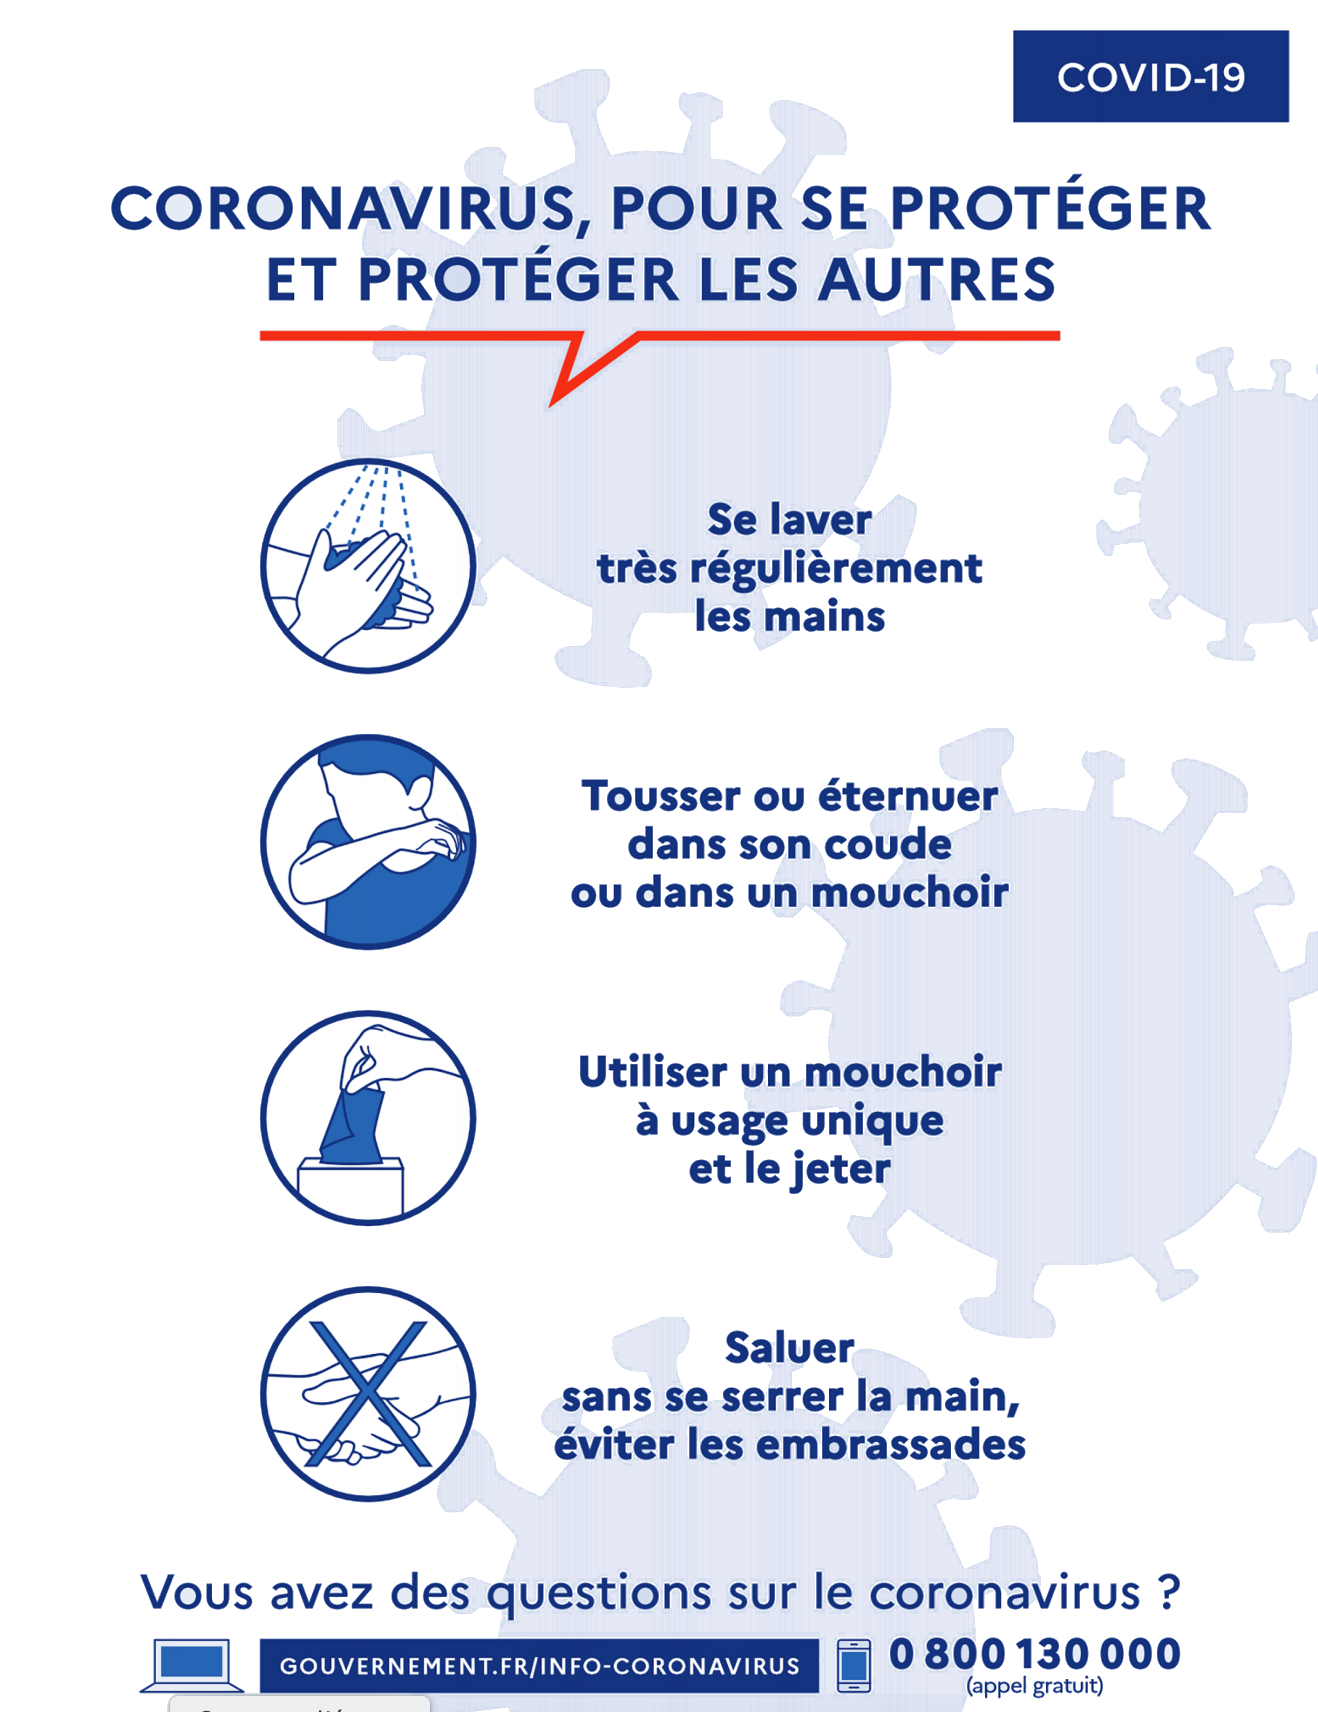 COVID-19
CORONAVIRUS, POUR SE PROTÉGER
ET PROTÉGER LES AUTRES
Se laver
très régulièrement
les mains
Tousser ou éternuer
dans son coude
ou dans un mouchoir
Utiliser un mouchoir
à usage unique
et le jeter
Saluer
sans se serrer la main,
éviter les embrassades
Vous avez des questions sur le coronavirus ?
GOUVERNEMENT.FR/INFO-CORONAVIRUS
0 800 130 000
(appel gratuit)